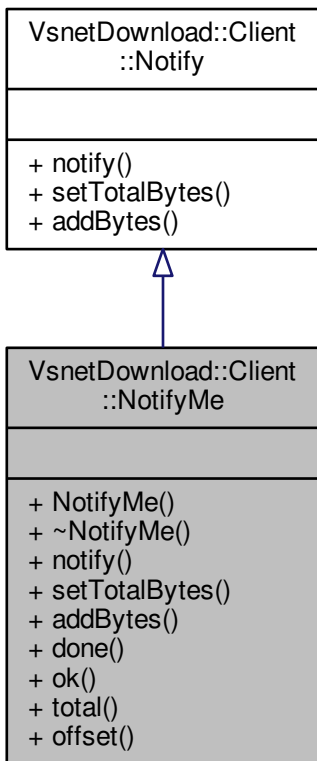 VsnetDownload::Client
::Notify
+ notify()
+ setTotalBytes()
+ addBytes()
VsnetDownload::Client
::NotifyMe
+ NotifyMe()
+ ~NotifyMe()
+ notify()
+ setTotalBytes()
+ addBytes()
+ done()
+ ok()
+ total()
+ offset()